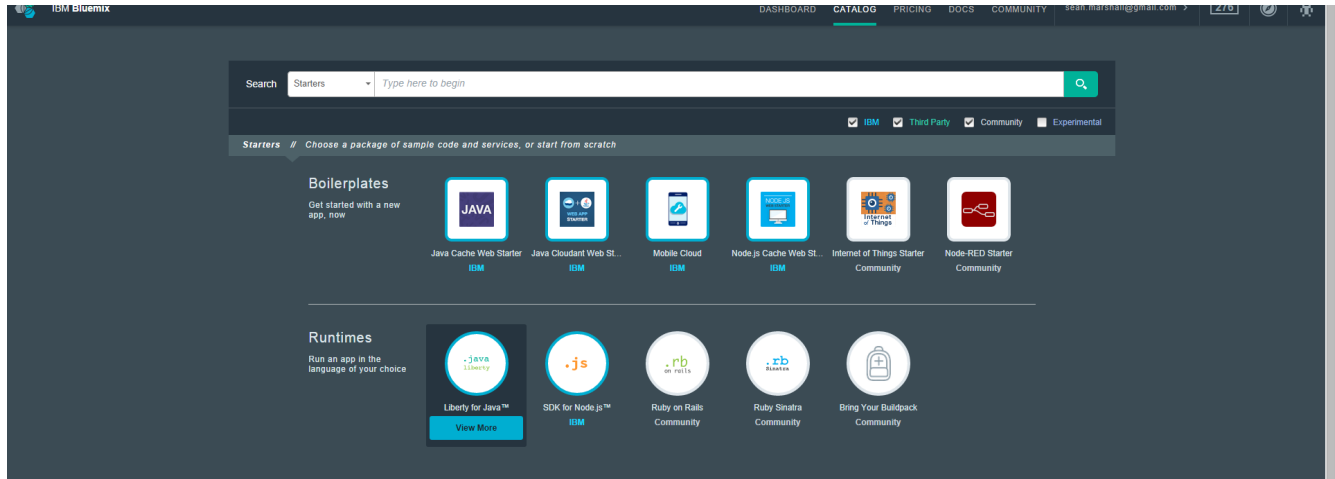 IBM Bluemix
DASHBOARD CATALOG PRICING DOCS COMMUNITY sean.marshall@gmail.com > 276
Search Starters Type here to begin
IBM Third Party Community Experimental
Starters // Choose a package of sample code and services, or start from scratch
Boilerplates
Get started with a new
app, now
JAVA
WEB APP
STARTER
NODE.JS
Internet
of Things
Java Cache Web Starter Java Cloudant Web St... Mobile Cloud Node.js Cache Web St... Internet of Things Starter Node-RED Starter
IBM IBM IBM IBM Community Community
Runtimes
Run an app in the
language of your choice
.java
liberty
.js
.rb
on rails
.rb
Sinatra
Liberty for Java™ SDK for Node.js™ Ruby on Rails Ruby Sinatra Bring Your Buildpack
View More IBM Community Community Community